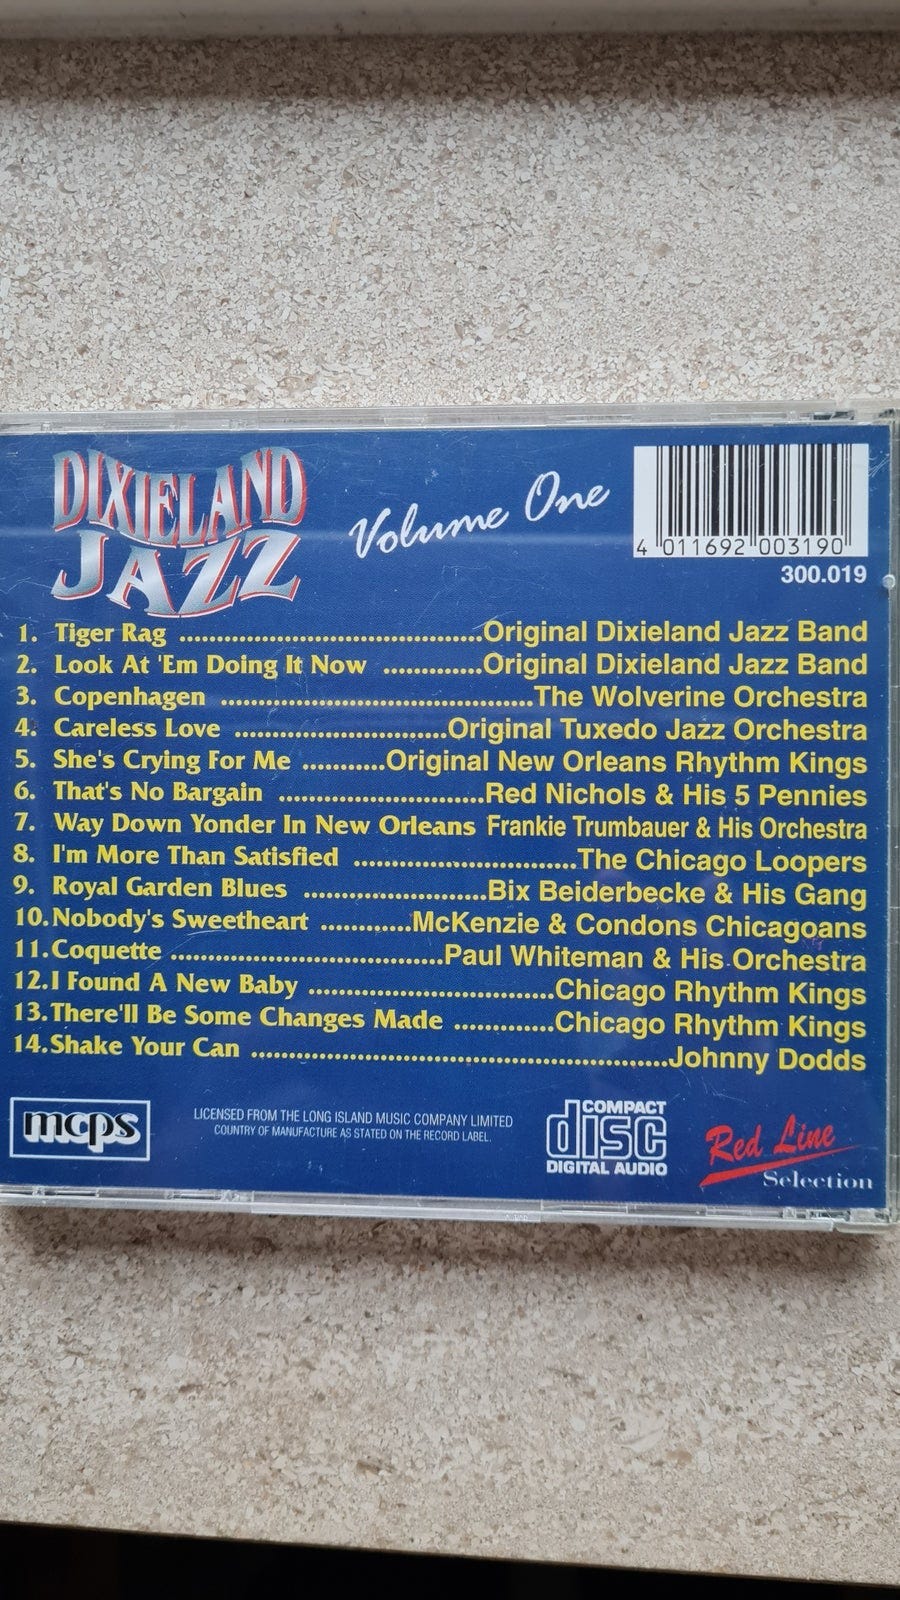 DIXIELAND
JAZZ
Volume One
4 011692 003190
300.019
1. Tiger Rag ................................................Original Dixieland Jazz Band
2. Look At 'Em Doing It Now ...............Original Dixieland Jazz Band
3. Copenhagen ..................................................The Wolverine Orchestra
4. Careless Love .................................Original Tuxedo Jazz Orchestra
5. She's Crying For Me ...........Original New Orleans Rhythm Kings
6. That's No Bargain ................................Red Nichols & His 5 Pennies
7. Way Down Yonder In New Orleans Frankie Trumbauer & His Orchestra
8. I'm More Than Satisfied ...................................The Chicago Loopers
9. Royal Garden Blues .............................Bix Beiderbecke & His Gang
10. Nobody's Sweetheart ..............McKenzie & Condons Chicagoans
11. Coquette ..........................................Paul Whiteman & His Orchestra
12. I Found A New Baby .......................................Chicago Rhythm Kings
13. There'll Be Some Changes Made ...............Chicago Rhythm Kings
14. Shake Your Can ..................................................................Johnny Dodds
mcps
LICENSED FROM THE LONG ISLAND MUSIC COMPANY LIMITED
COUNTRY OF MANUFACTURE AS STATED ON THE RECORD LABEL.
COMPACT
disc
DIGITAL AUDIO
Red Line
Selection